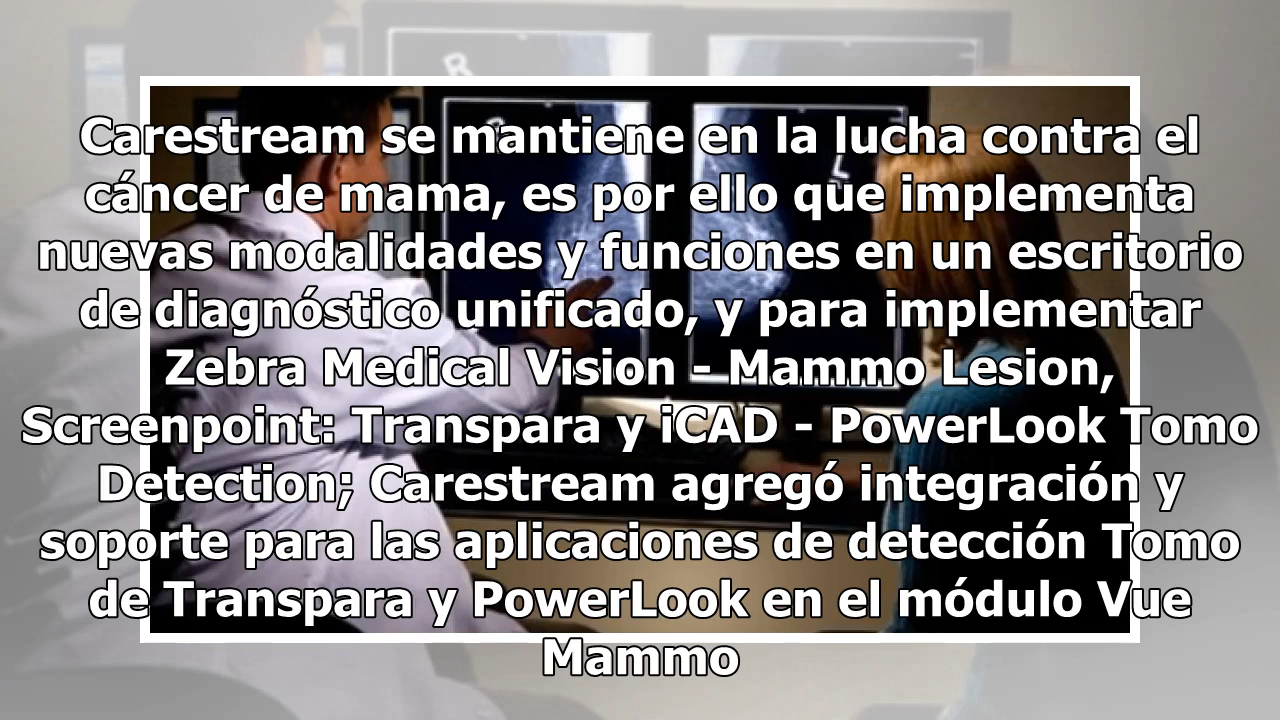 R
L
Carestream se mantiene en la lucha contra el
cáncer de mama, es por ello que implementa
nuevas modalidades y funciones en un escritorio
de diagnóstico unificado, y para implementar
Zebra Medical Vision - Mammo Lesion,
Screenpoint: Transpara y iCAD - PowerLook Tomo
Detection; Carestream agregó integración y
soporte para las aplicaciones de detección Tomo
de Transpara y PowerLook en el módulo Vue
Mammo